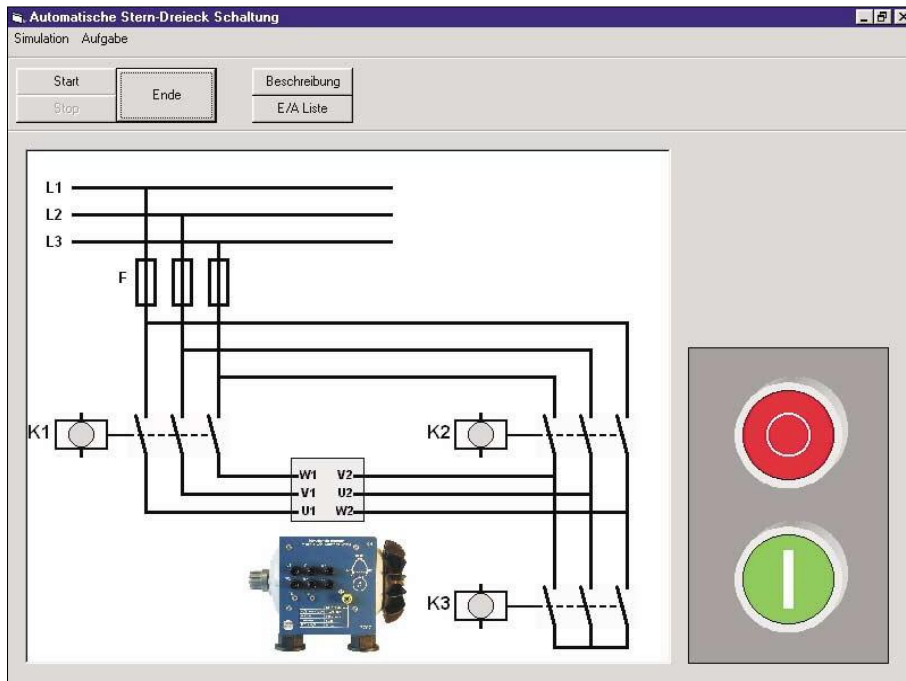 Automatische Stern-Dreieck Schaltung
Simulation Aufgabe
Start
Stop
Ende
Beschreibung
E/A Liste
L1
L2
L3
F
K1
K2
W1 V2
V1 U2
U1 W2
K3